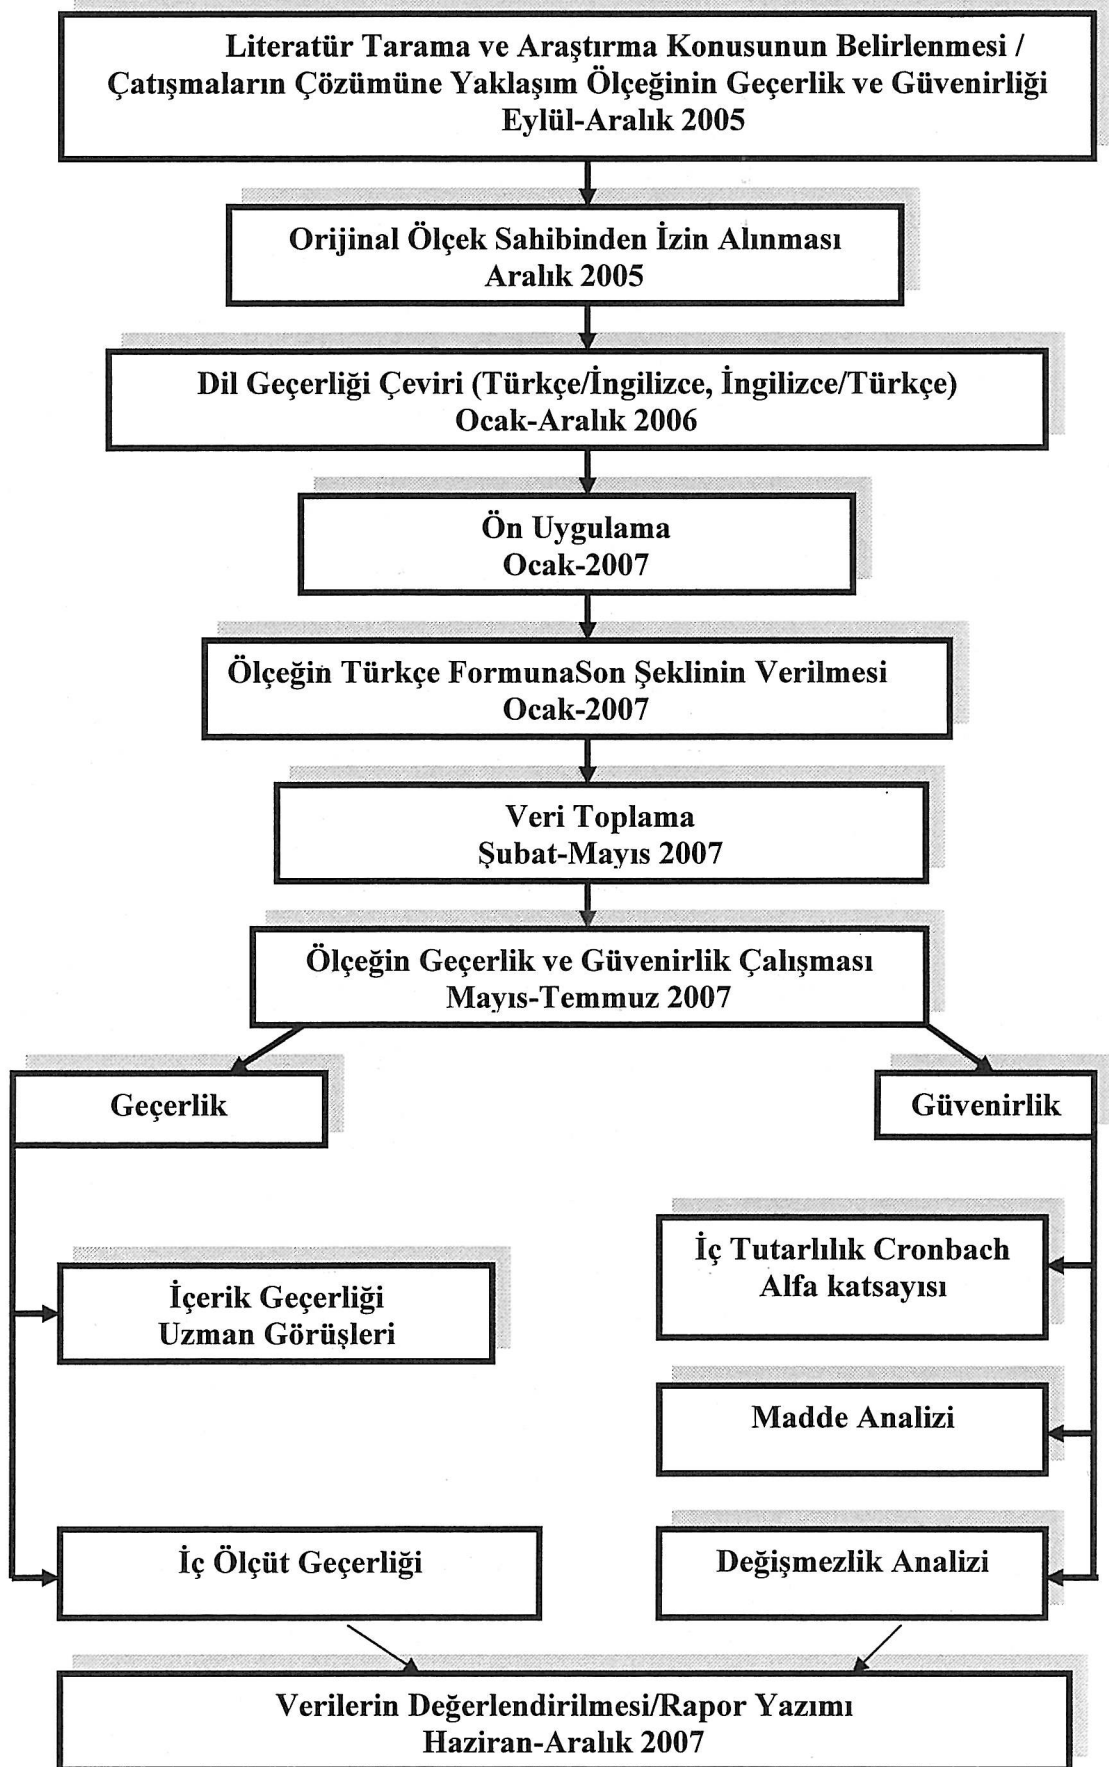 Literatür Tarama ve Araştırma Konusunun Belirlenmesi /
Çatışmaların Çözümüne Yaklaşım Ölçeğinin Geçerlik ve Güvenirliği
Eylül-Aralık 2005
Orijinal Ölçek Sahibinden İzin Alınması
Aralık 2005
Dil Geçerliği Çeviri (Türkçe/İngilizce, İngilizce/Türkçe)
Ocak-Aralık 2006
Ön Uygulama
Ocak-2007
Ölçeğin Türkçe FormunaSon Şeklinin Verilmesi
Ocak-2007
Veri Toplama
Şubat-Mayıs 2007
Ölçeğin Geçerlik ve Güvenirlik Çalışması
Mayıs-Temmuz 2007
Geçerlik
Güvenirlik
İçerik Geçerliği
Uzman Görüşleri
İç Ölçüt Geçerliği
İç Tutarlılık Cronbach
Alfa katsayısı
Madde Analizi
Değişmezlik Analizi
Verilerin Değerlendirilmesi/Rapor Yazımı
Haziran-Aralık 2007